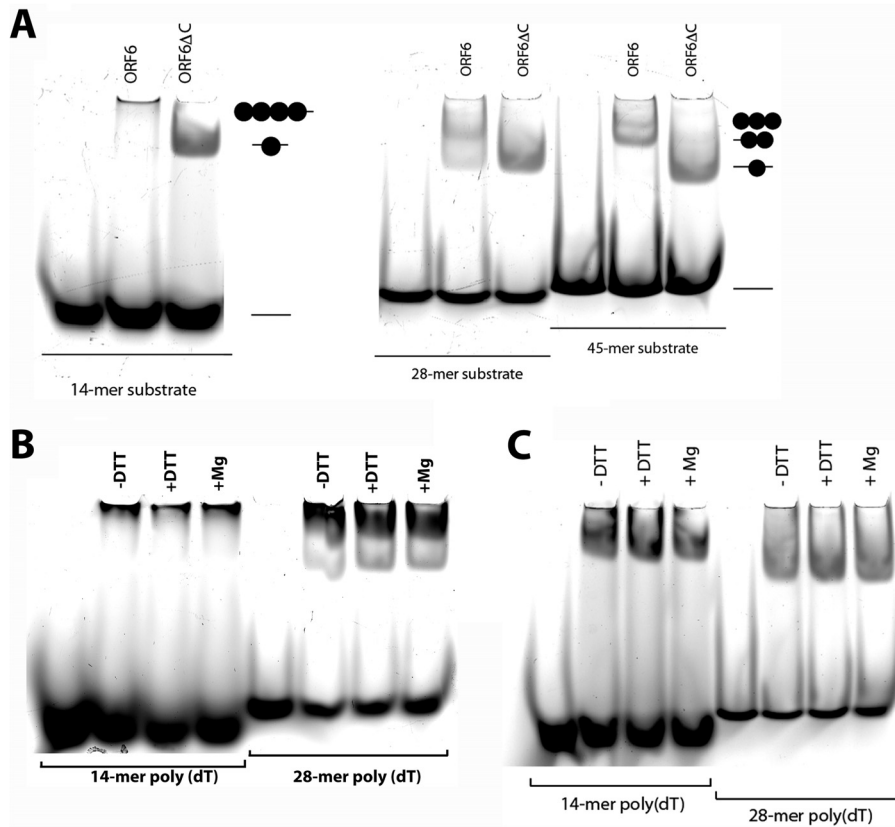 A
ORF6
ORF6ΔC
ORF6
ORF6ΔC
ORF6
ORF6ΔC
14-mer substrate
28-mer substrate
45-mer substrate
B
-DTT
+DTT
+Mg
-DTT
+DTT
+Mg
14-mer poly (dT)
28-mer poly (dT)
C
- DTT
+ DTT
+ Mg
- DTT
+ DTT
+ Mg
14-mer poly(dT)
28-mer poly(dT)